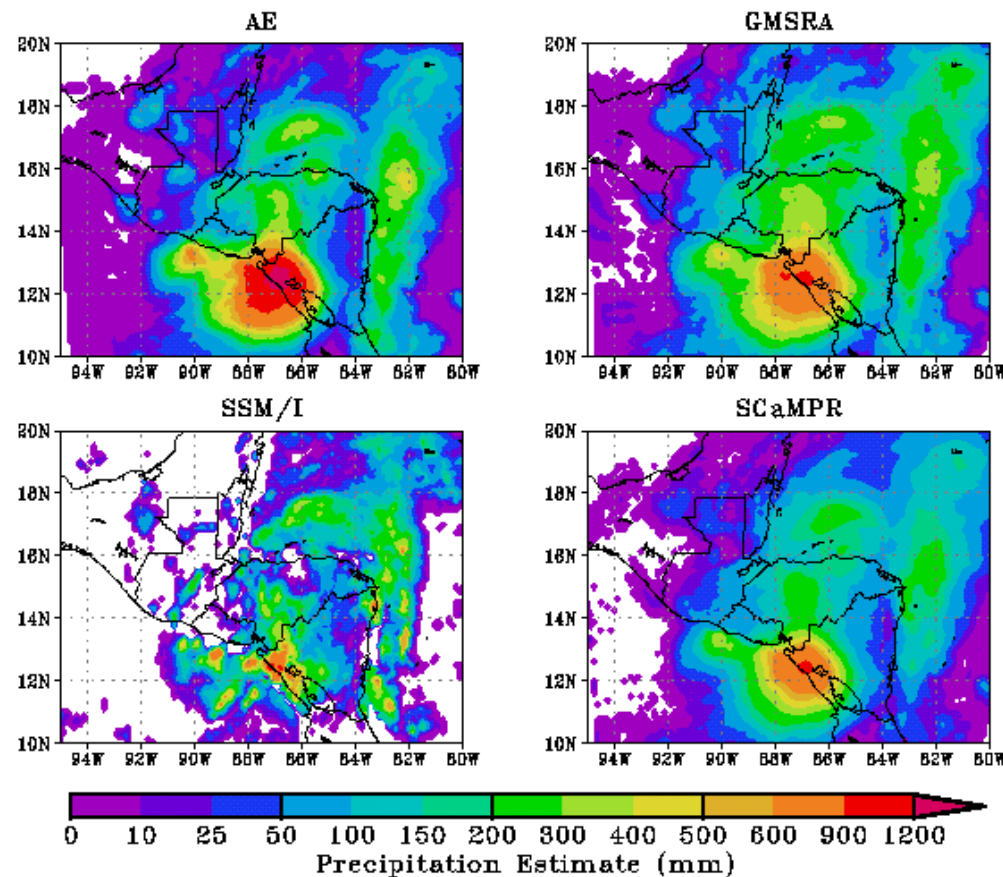 AE
GMSRA
20N 18N 16N 14N 12N 10N
94W 92W 90W 88W 86W 84W 82W 80W
20N 18N 16N 14N 12N 10N
94W 92W 90W 88W 86W 84W 82W 80W
SSM/I
SCaMPR
20N 18N 16N 14N 12N 10N
94W 92W 90W 88W 86W 84W 82W 80W
20N 18N 16N 14N 12N 10N
94W 92W 90W 88W 86W 84W 82W 80W
0 10 25 50 100 150 200 300 400 500 600 900 1200
Precipitation Estimate (mm)